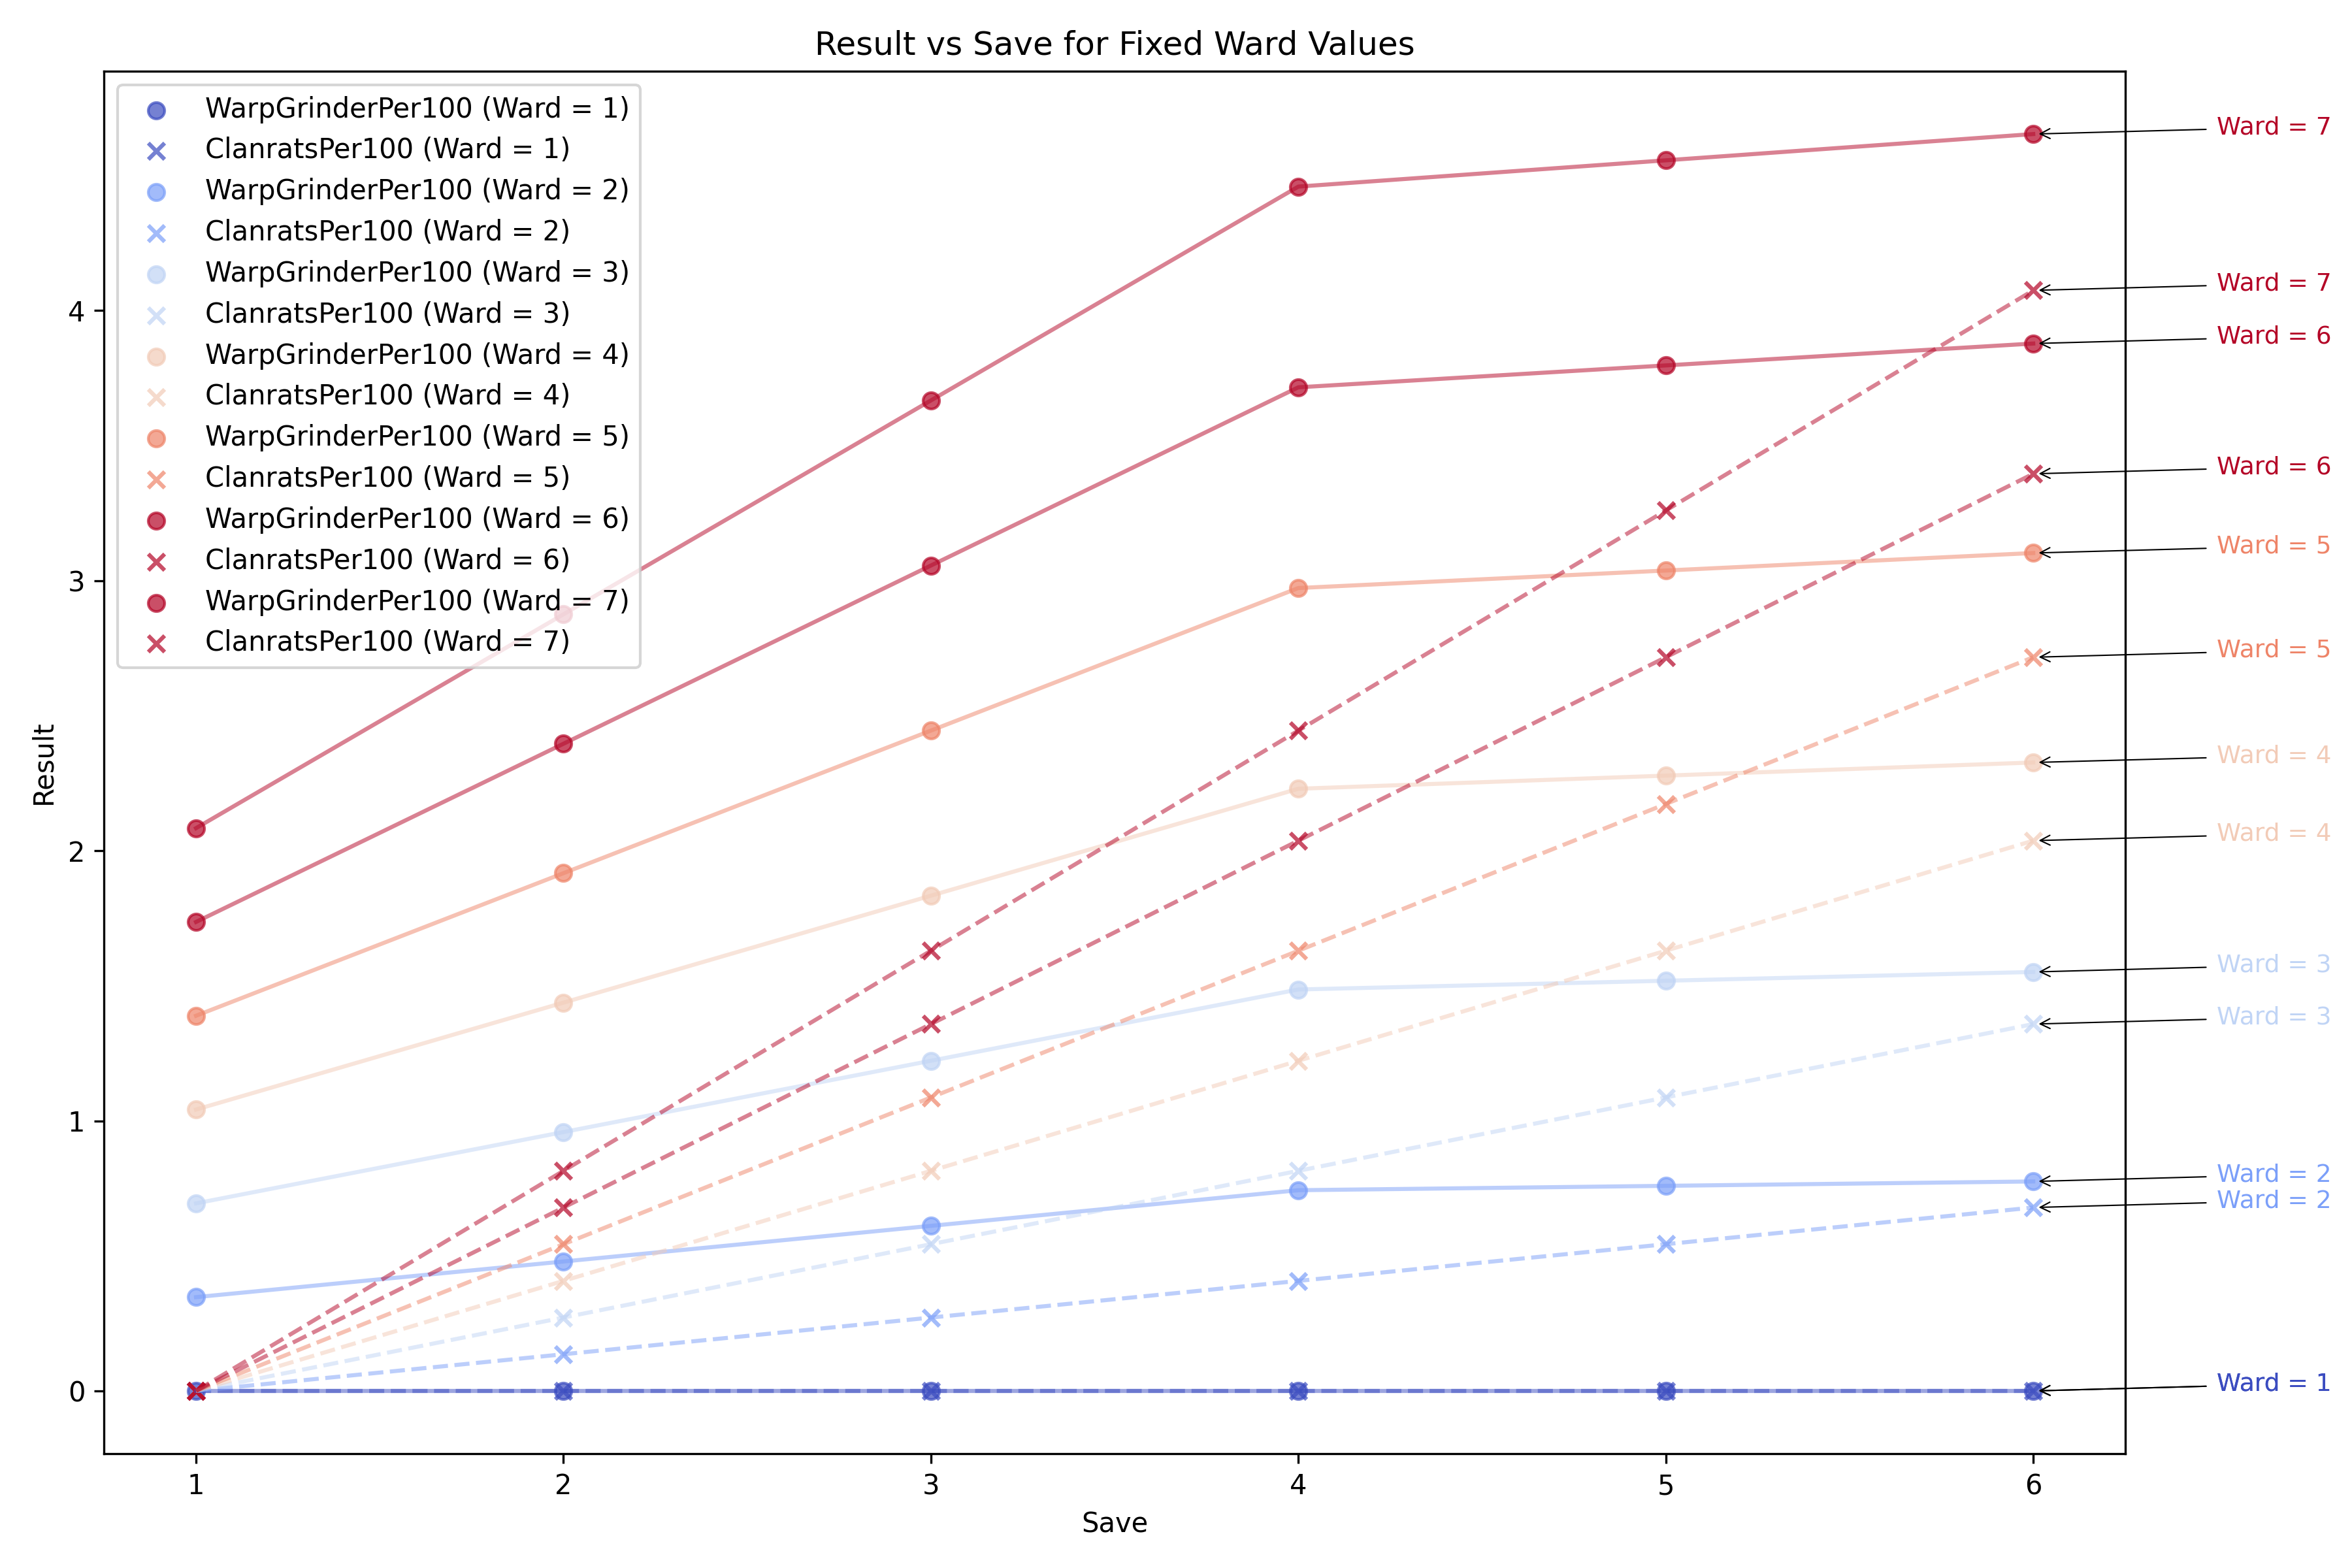 Result vs Save for Fixed Ward Values
WarpGrinderPer100 (Ward = 1)
ClanratsPer100 (Ward = 1)
WarpGrinderPer100 (Ward = 2)
ClanratsPer100 (Ward = 2)
WarpGrinderPer100 (Ward = 3)
ClanratsPer100 (Ward = 3)
WarpGrinderPer100 (Ward = 4)
ClanratsPer100 (Ward = 4)
WarpGrinderPer100 (Ward = 5)
ClanratsPer100 (Ward = 5)
WarpGrinderPer100 (Ward = 6)
ClanratsPer100 (Ward = 6)
WarpGrinderPer100 (Ward = 7)
ClanratsPer100 (Ward = 7)
Ward = 7
Ward = 7
Ward = 6
Ward = 6
Ward = 5
Ward = 5
Ward = 4
Ward = 4
Ward = 3
Ward = 3
Ward = 2
Ward = 2
Ward = 1
Result
4
3
2
1
0
1 2 3 4 5 6
Save